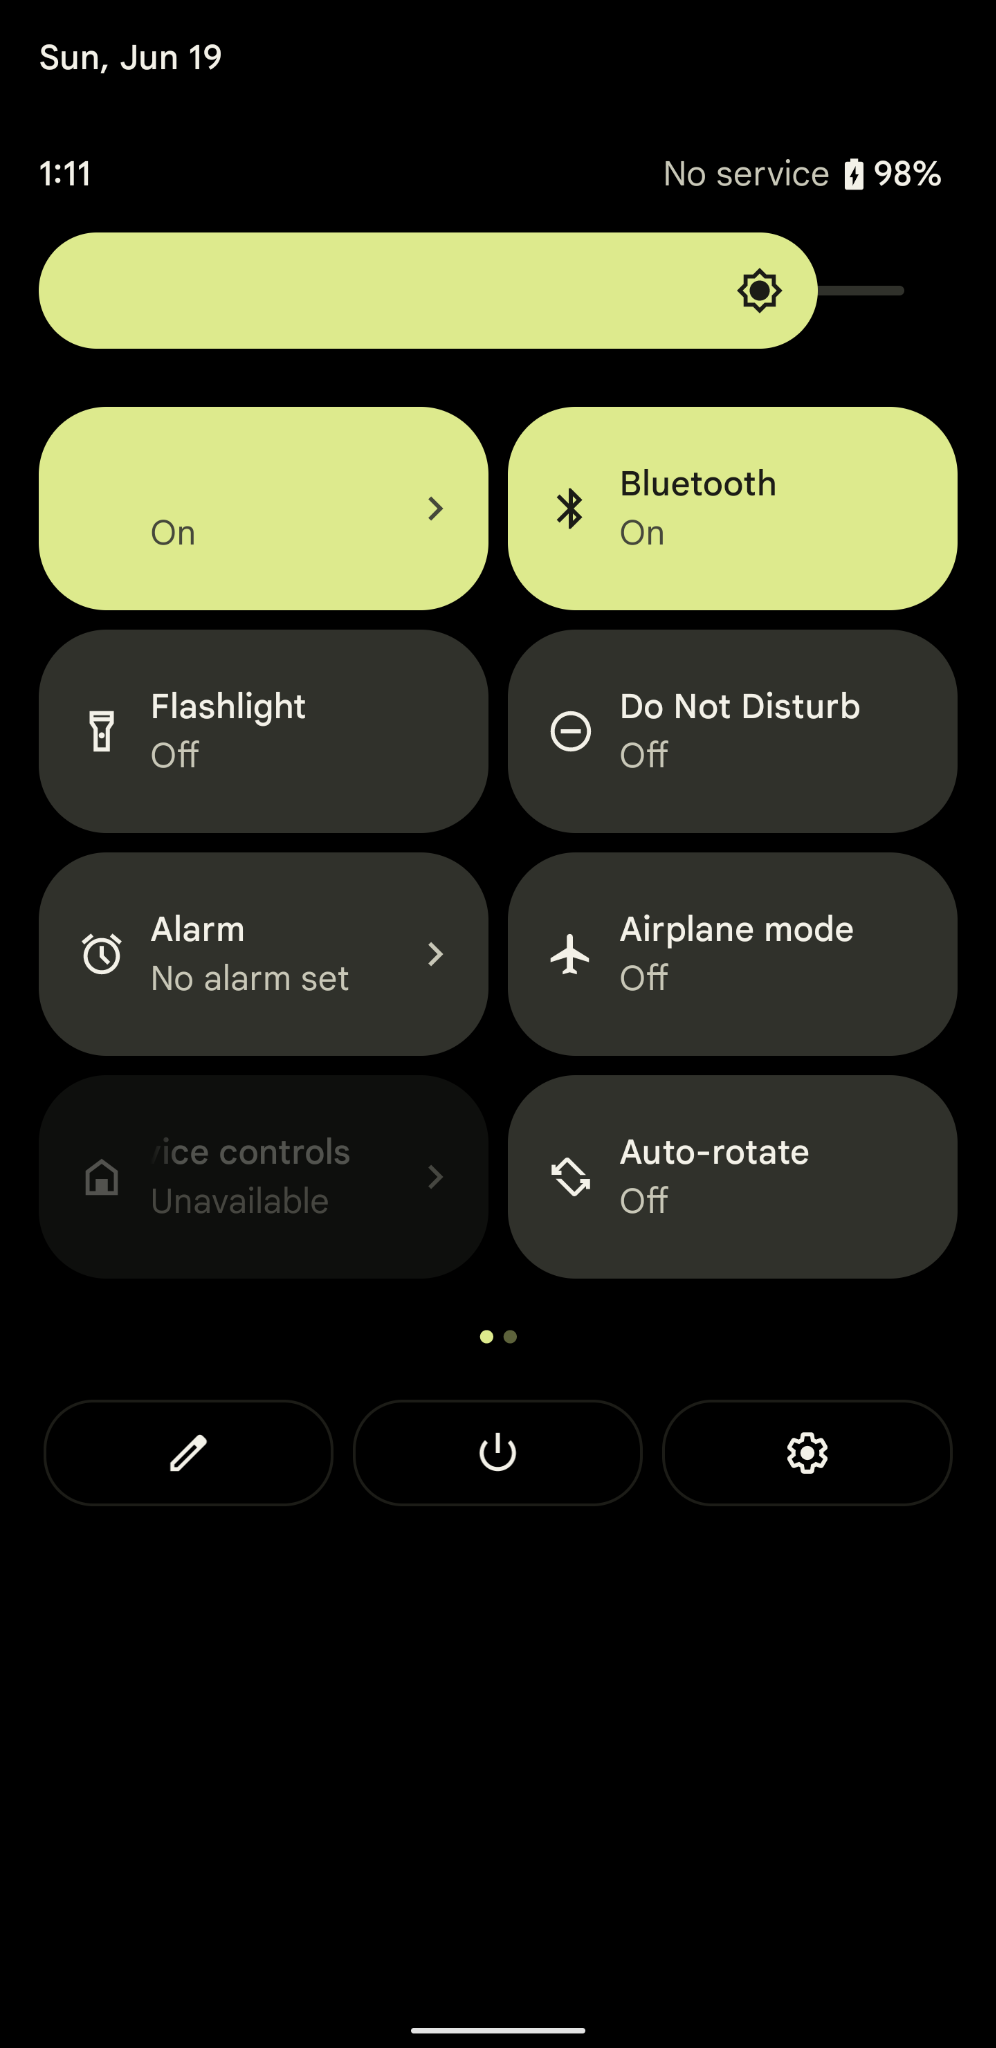 Sun, Jun 19
1:11
No service 98%
On
Bluetooth
On
Flashlight
Off
Do Not Disturb
Off
Alarm
No alarm set
Airplane mode
Off
ice controls
Unavailable
Auto-rotate
Off